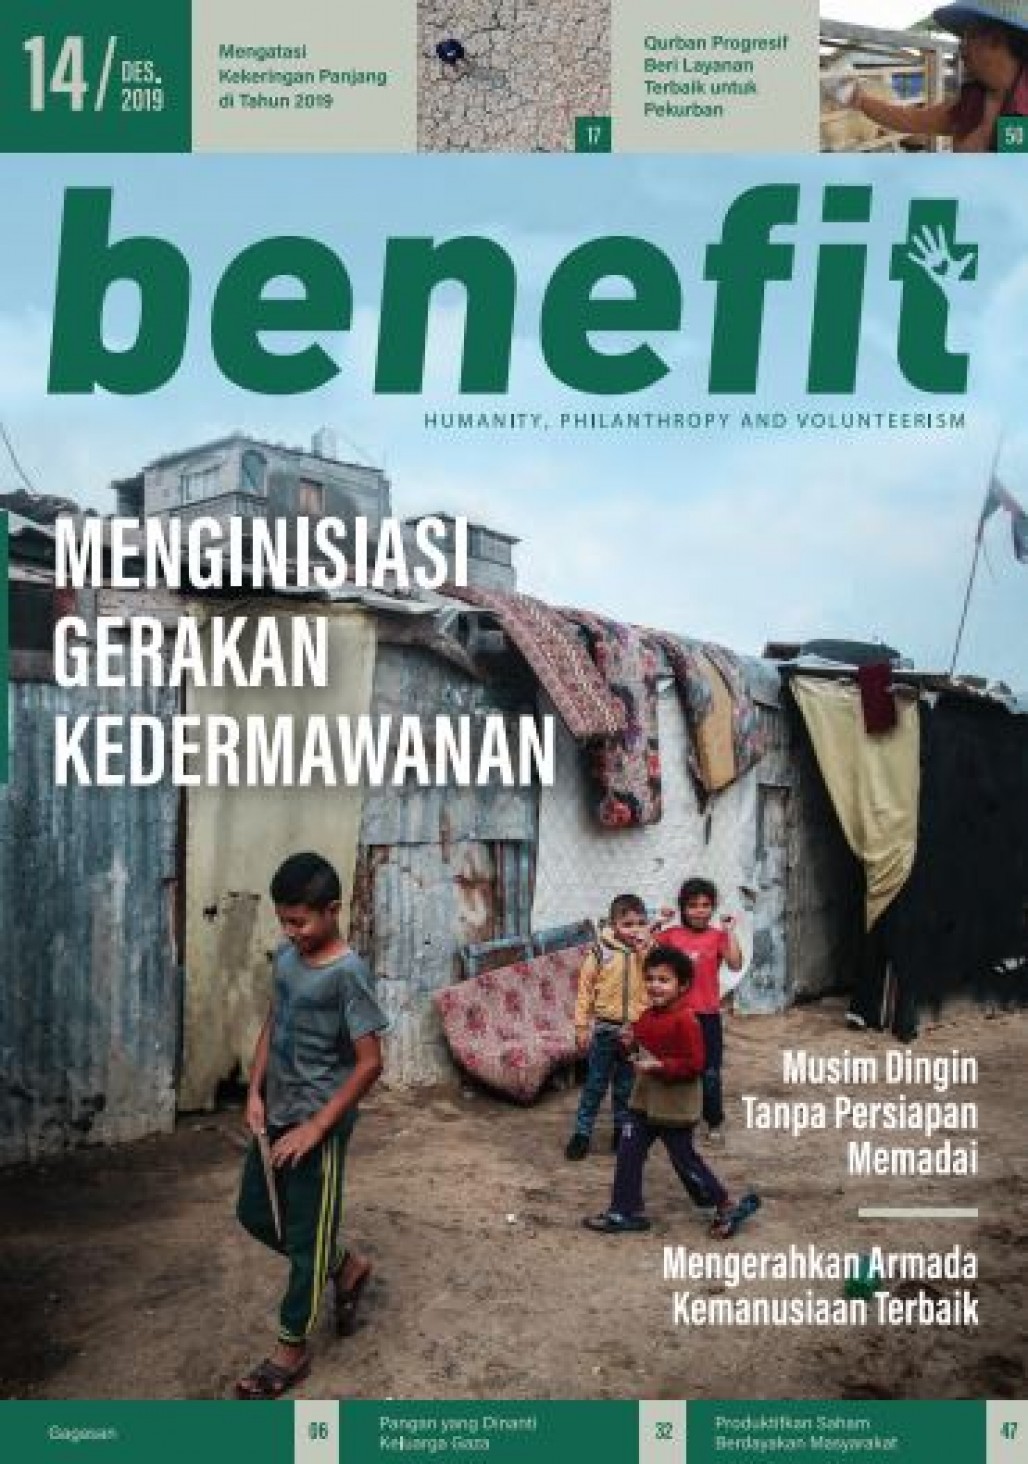 14/
DES.
2019
Mengatasi
Kekeringan Panjang
di Tahun 2019
17
Qurban Progresif
Beri Layanan
Terbaik untuk
Pekurban
50
benefit
HUMANITY, PHILANTHROPY AND VOLUNTEERISM
MENGINISIASI
GERAKAN
KEDERMAWANAN
Musim Dingin
Tanpa Persiapan
Memadai
Mengerahkan Armada
Kemanusiaan Terbaik
Gagasan
06
Pangan yang Dinanti
Keluarga Gaza
32
Produktifkan Saham
Berdayakan Masyarakat
47